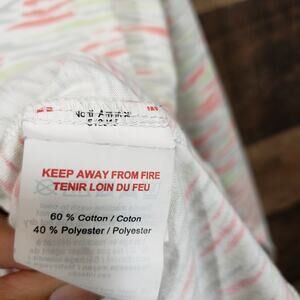 KEEP AWAY FROM FIRE
TENIR LOIN DU FEU
60 % Cotton / Coton
40 % Polyester / Polyester